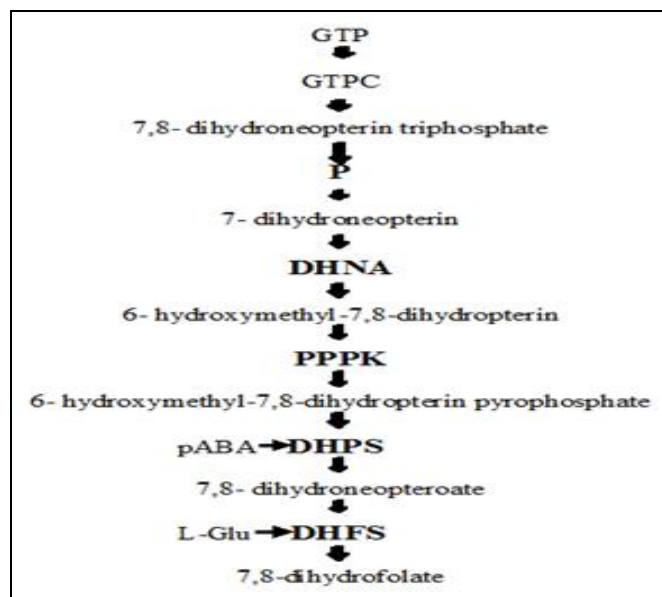 GTP
GTPC
7,8- dihydroneopterin triphosphate
P
7- dihydroneopterin
DHNA
6- hydroxymethyl -7,8-dihydropterin
PPPK
6- hydroxymethyl-7,8-dihydropterin pyrophosphate
pABA DHPS
7,8- dihydroneopteroate
L-Glu DHFS
7,8-dihydrofolate